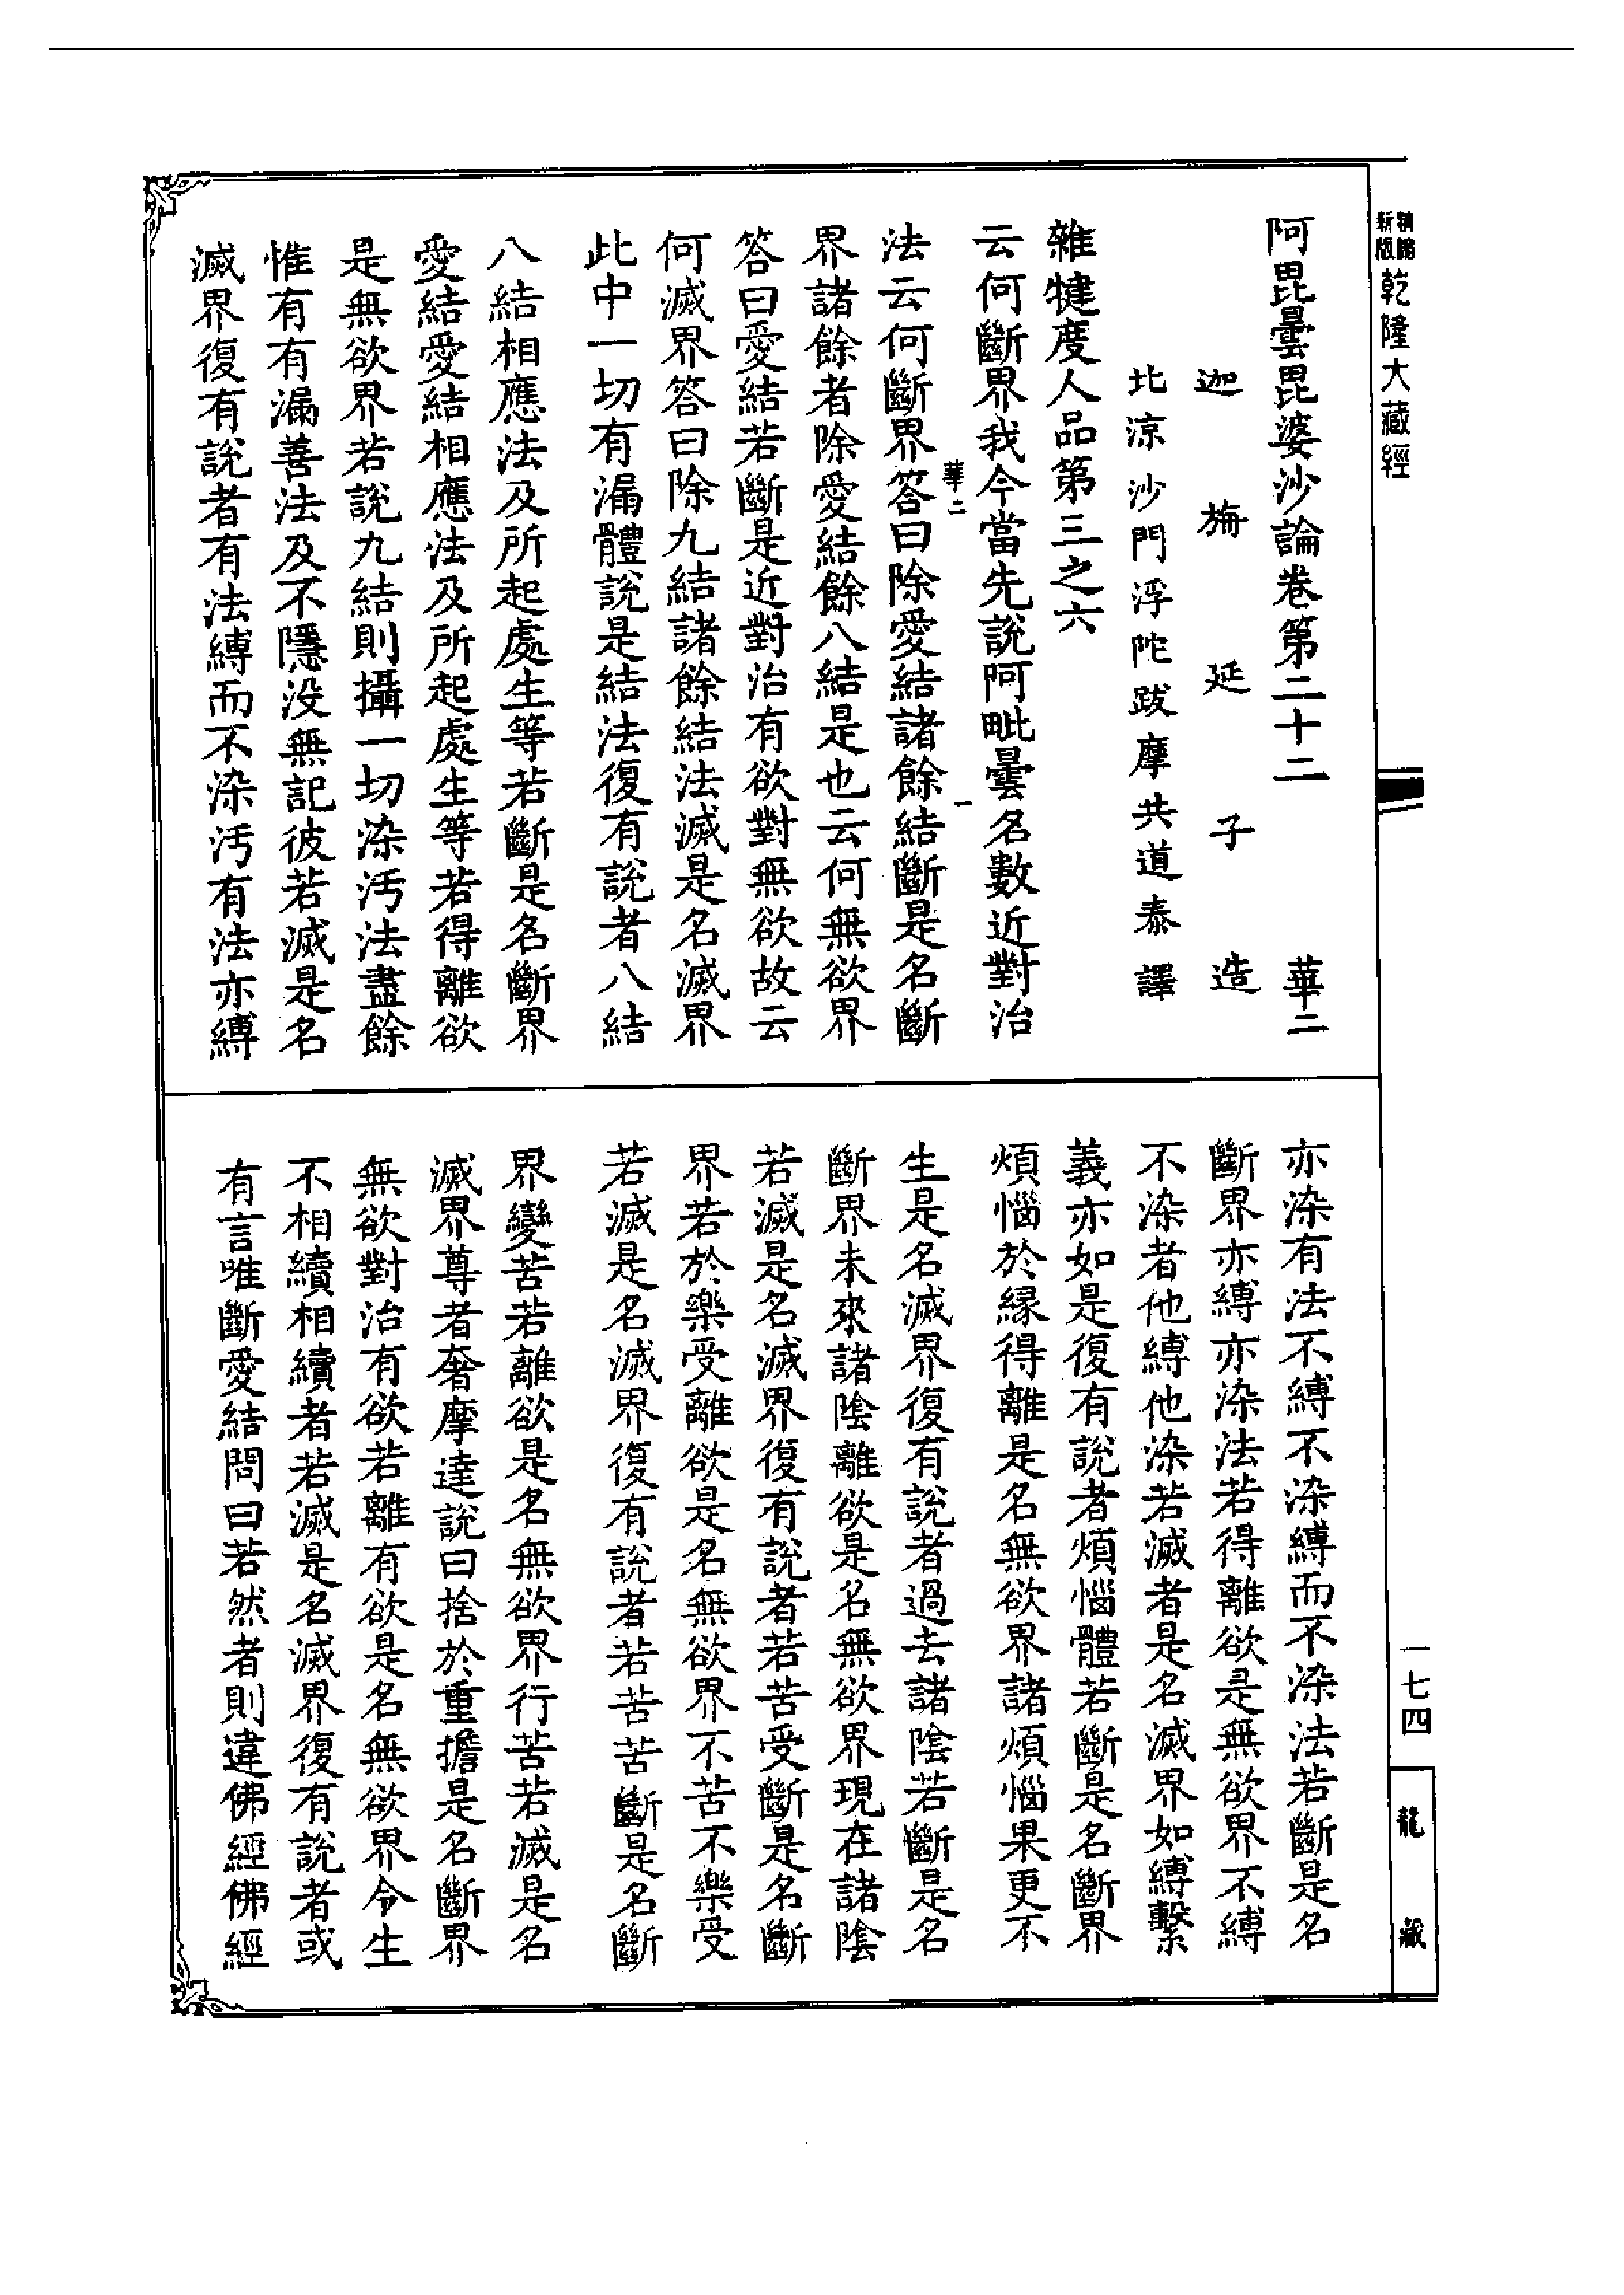 新版
精縮
乾隆大藏經
阿毘曇毘婆沙論卷第二十二　華二
迦旃延子造
北涼沙門浮陀跋摩共道泰譯
雜犍度人品第三之六
云何斷界我今當先說阿毗曇名數近對治
華二
一
法云何斷界答曰除愛結諸餘結斷是名斷
界諸餘者除愛結餘八結是也云何無欲界
答曰愛結若斷是近對治有欲對無欲故云
何滅界答曰除九結諸餘結法滅是名滅界
此中一切有漏體說是結法復有說者八結
八結相應法及所起處生等若斷是名斷界
愛結愛結相應法及所起處生等若得離欲
是無欲界若說九結則攝一切染汚法盡餘
惟有有漏善法及不隱没無記彼若滅是名
滅界復有說者有法縛而不染汚有法亦縛
亦染有法不縛不染縛而不染法若斷是名
斷界亦縛亦染法若得離欲是無欲界不縛
不染者他縛他染若滅者是名滅界如縛繫
義亦如是復有說者煩惱體若斷是名斷界
煩惱於緣得離是名無欲界諸煩惱果更不
生是名滅界復有說者過去諸陰若斷是名
斷界未來諸陰離欲是名無欲界現在諸陰
若滅是名滅界復有說者若苦受斷是名斷
界若於樂受離欲是名無欲界不苦不樂受
若滅是名滅界復有說者若苦苦斷是名斷
界變苦若離欲是名無欲界行苦若滅是名
滅界尊者奢摩達說曰捨於重擔是名斷界
無欲對治有欲若離有欲是名無欲界令生
不相續相續者若滅是名滅界復有說者或
有言唯斷愛結問曰若然者則違佛經佛經
一七四
龍藏